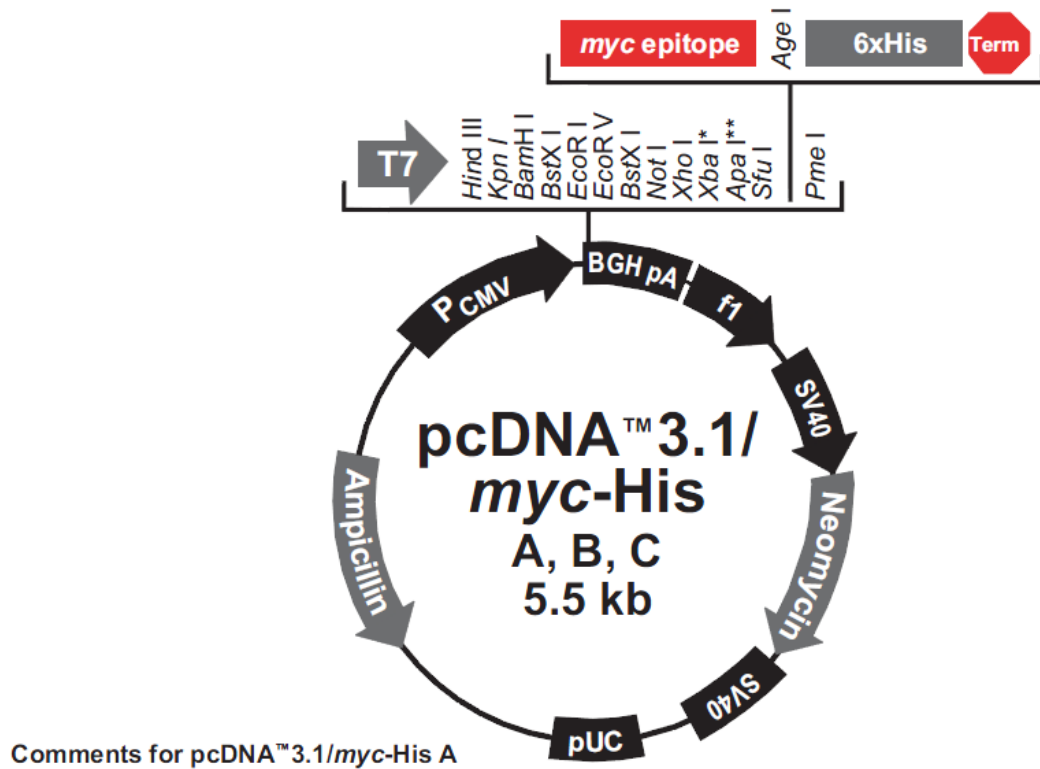 myc epitope
Age I
6xHis
Term
T7
Hind III
Kpn I
BamH I
BstX I
EcoR I
EcoR V
BstX I
Not I
Xho I
Xba I*
Apa I**
Sfu I
Pme I
PCMV
BGH pA
f1
SV40
Neomycin
SV40
pUC
Ampicillin
pcDNA™3.1/
myc-His
A, B, C
5.5 kb
Comments for pcDNA™3.1/myc-His A